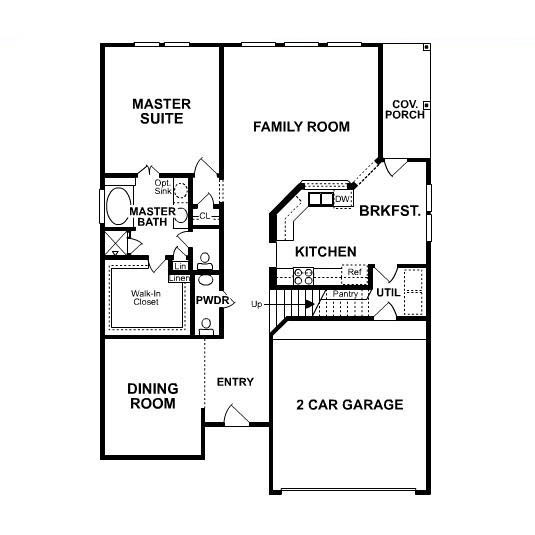 MASTER
SUITE
FAMILY ROOM
COV.
PORCH
Opt.
Sink
MASTER
BATH
CL
DW
BRKFST.
KITCHEN
Lin
Linen
Ref
Walk-In
Closet
PWDR
Up
Pantry
UTIL
DINING
ROOM
ENTRY
2 CAR GARAGE